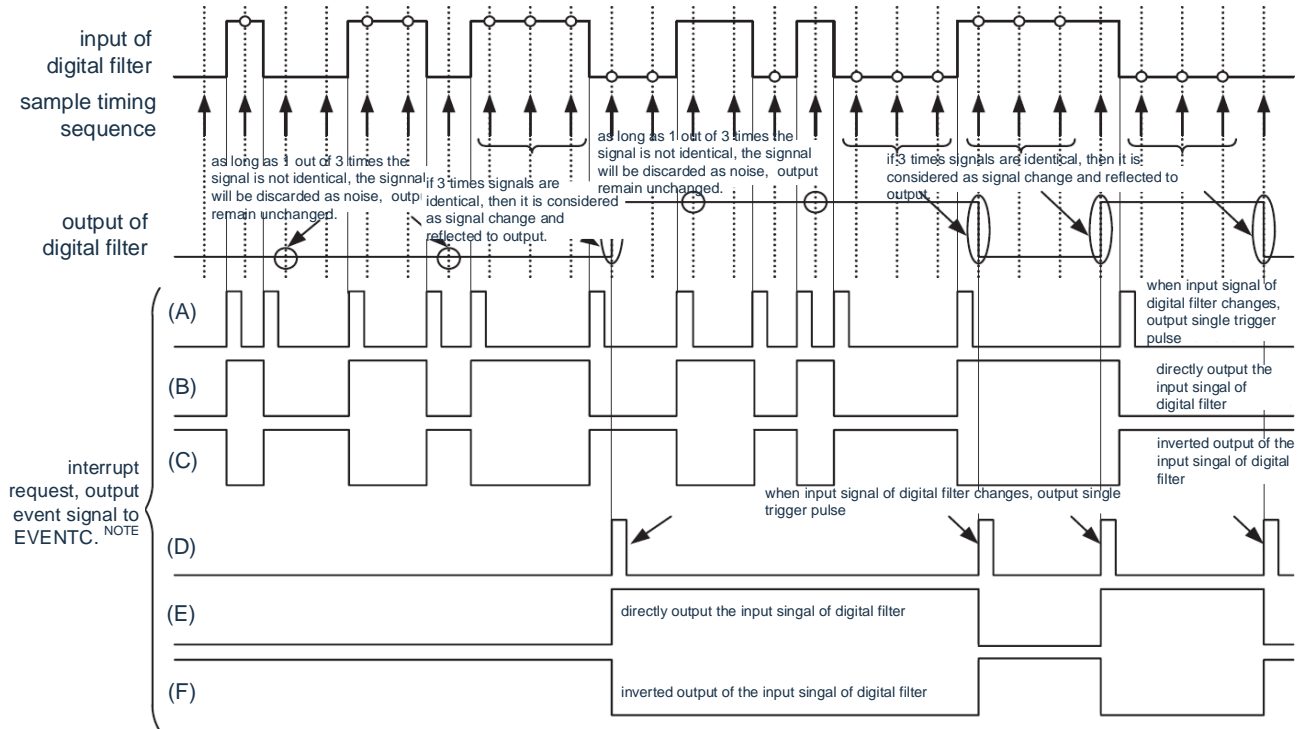 input of
digital filter
sample timing
sequence
as long as 1 out of 3 times the
signal is not identical, the signnal
will be discarded as noise, outp
remain unchanged.
if 3 times signals are
identical, then it is considered
as signal change and
reflected to output.
as long as 1 out of 3 times the
signal is not identical, the signnal
will be discarded as noise, output
remain unchanged.
if 3 times signals are identical, then it is
considered as signal change and reflected to
output.
output of
digital filter
(A)
when input signal of
digital filter changes,
output single trigger
pulse
(B)
directly output the
input singal of
digital filter
(C)
inverted output of the
input singal of digital
filter
interrupt
request, output
event signal to
EVENTC. NOTE
when input signal of digital filter changes, output single
trigger pulse
(D)
(E)
directly output the input singal of digital filter
(F)
inverted output of the input singal of digital filter